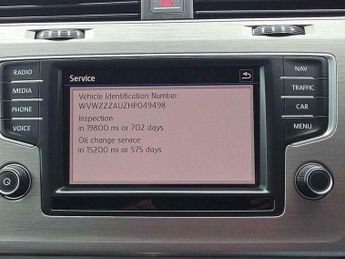 Service
RADIO
MEDIA
PHONE
VOICE
Vehicle Identification Number:
WVWZZZAUZHP049498
Inspection
in 19800 mi or 702 days
Oil change service
in 15200 mi or 575 days
NAV
TRAFFIC
CAR
MENU